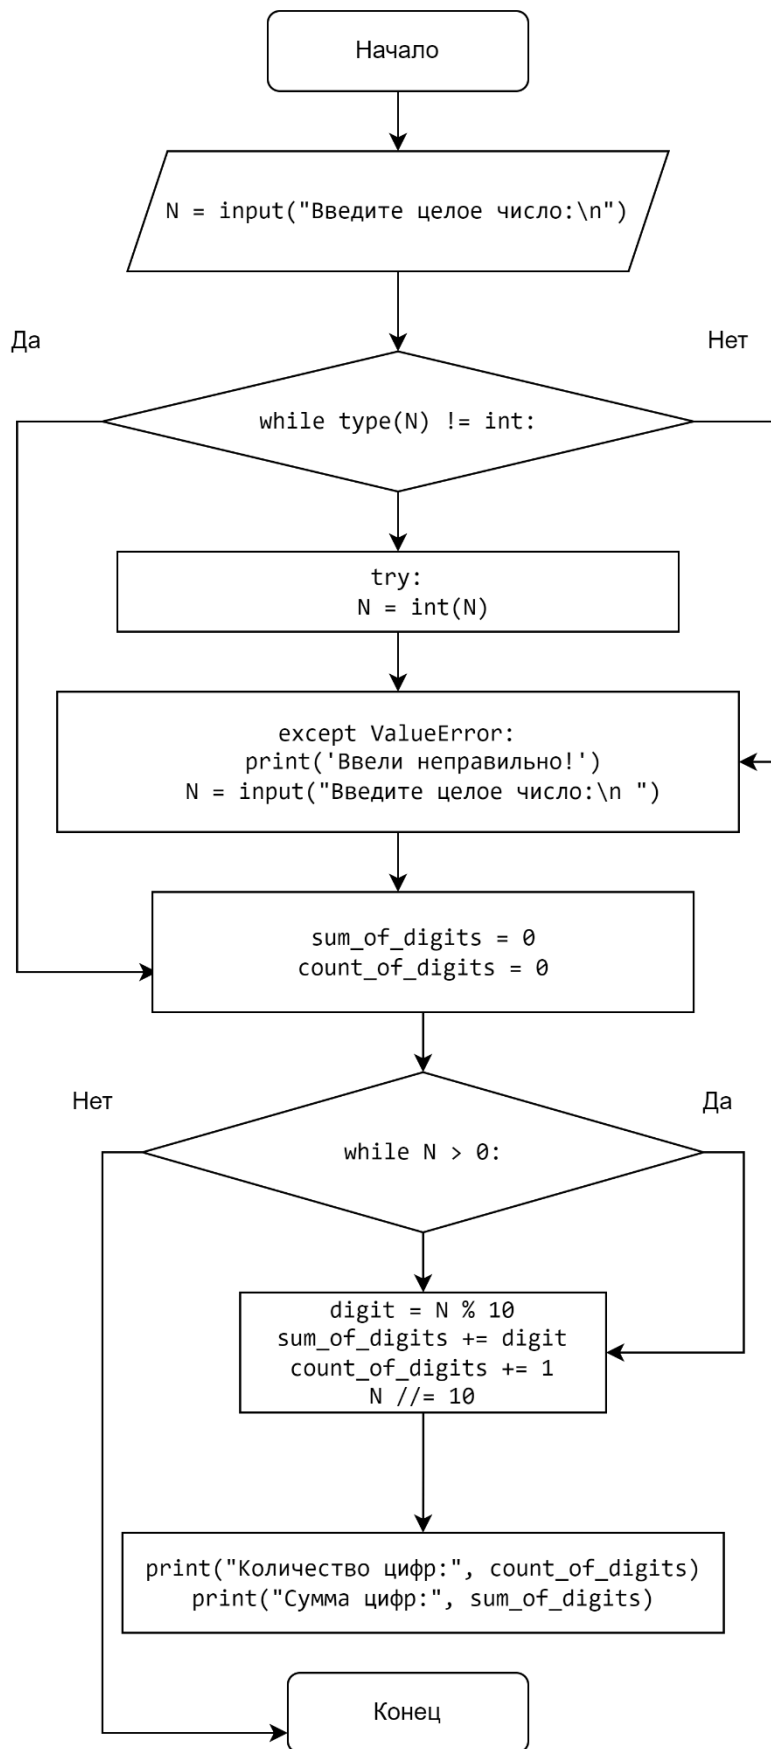 Начало
N = input("Введите целое число:\n")
Да
Нет
while type(N) != int:
try:
N = int(N)
except ValueError:
print('Ввели неправильно!')
N = input("Введите целое число:\n ")
sum_of_digits = 0
count_of_digits = 0
Нет
Да
while N > 0:
digit = N % 10
sum_of_digits += digit
count_of_digits += 1
N //= 10
print("Количество цифр:", count_of_digits)
print("Сумма цифр:", sum_of_digits)
Конец